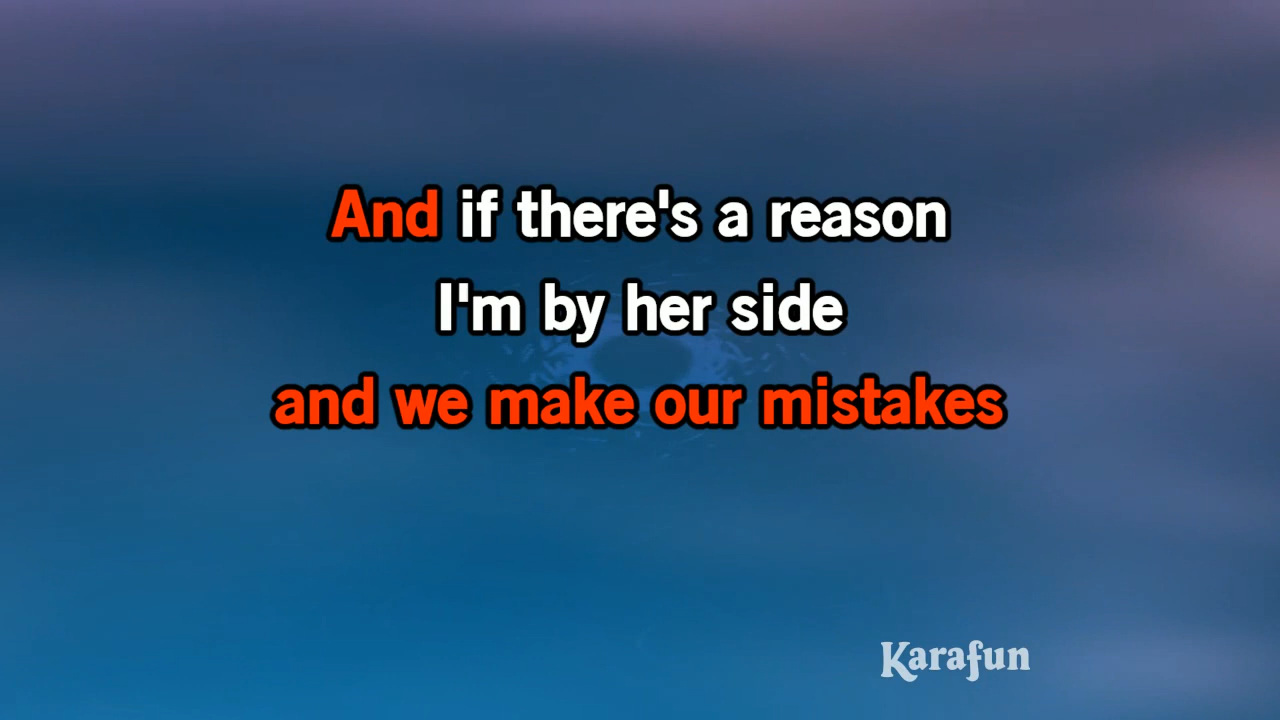 And if there's a reason
I'm by her side
and we make our mistakes
Karafun